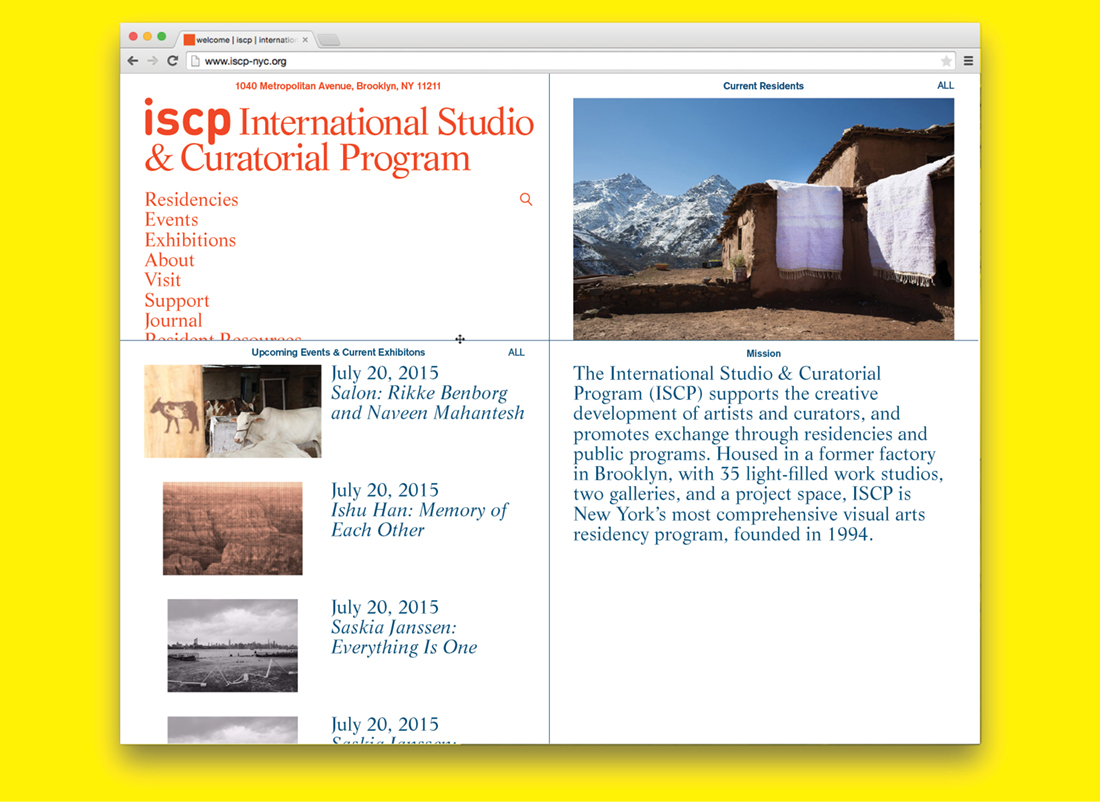 welcome | iscp | internatio
www.iscp-nyc.org
1040 Metropolitan Avenue, Brooklyn, NY 11211
iscp International Studio
& Curatorial Program
Residencies
Events
Exhibitions
About
Visit
Support
Journal
Resident Resources
Current Residents ALL
Upcoming Events & Current Exhibitons ALL
July 20, 2015
Salon: Rikke Benborg
and Naveen Mahantesh
July 20, 2015
Ishu Han: Memory of
Each Other
July 20, 2015
Saskia Janssen:
Everything Is One
July 20, 2015
Saskia Janssen:
Mission
The International Studio & Curatorial
Program (ISCP) supports the creative
development of artists and curators, and
promotes exchange through residencies and
public programs. Housed in a former factory
in Brooklyn, with 35 light-filled work studios,
two galleries, and a project space, ISCP is
New York's most comprehensive visual arts
residency program, founded in 1994.